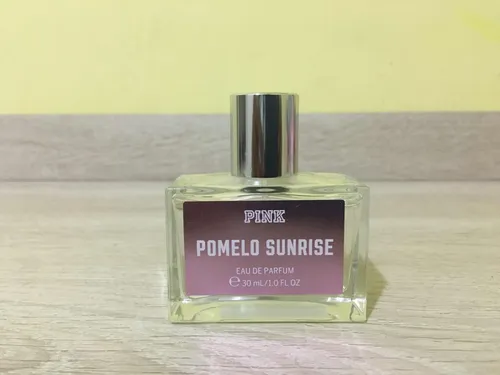 PINK
POMELO SUNRISE
EAU DE PARFUM
℮ 30 mL/1.0 FL OZ